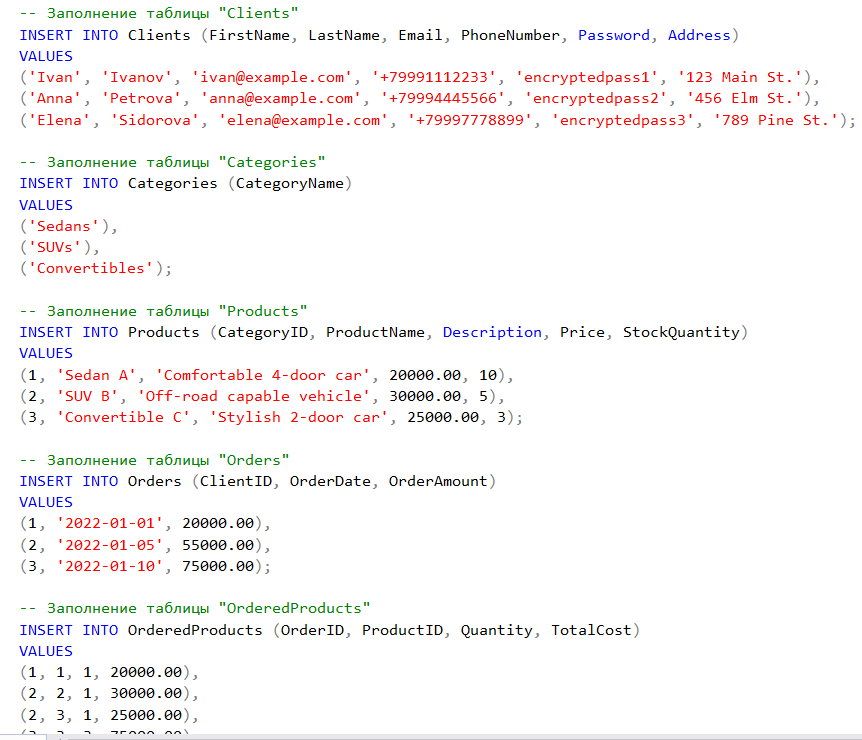 -- Заполнение таблицы "Clients"
INSERT INTO Clients (FirstName, LastName, Email, PhoneNumber, Password, Address)
VALUES
('Ivan', 'Ivanov', 'ivan@example.com', '+79991112233', 'encryptedpass1', '123 Main St.'),
('Anna', 'Petrova', 'anna@example.com', '+79994445566', 'encryptedpass2', '456 Elm St.'),
('Elena', 'Sidorova', 'elena@example.com', '+79997778899', 'encryptedpass3', '789 Pine St.');
-- Заполнение таблицы "Categories"
INSERT INTO Categories (CategoryName)
VALUES
('Sedans'),
('SUVs'),
('Convertibles');
-- Заполнение таблицы "Products"
INSERT INTO Products (CategoryID, ProductName, Description, Price, StockQuantity)
VALUES
(1, 'Sedan A', 'Comfortable 4-door car', 20000.00, 10),
(2, 'SUV B', 'Off-road capable vehicle', 30000.00, 5),
(3, 'Convertible C', 'Stylish 2-door car', 25000.00, 3);
-- Заполнение таблицы "Orders"
INSERT INTO Orders (ClientID, OrderDate, OrderAmount)
VALUES
(1, '2022-01-01', 20000.00),
(2, '2022-01-05', 55000.00),
(3, '2022-01-10', 75000.00);
-- Заполнение таблицы "OrderedProducts"
INSERT INTO OrderedProducts (OrderID, ProductID, Quantity, TotalCost)
VALUES
(1, 1, 1, 20000.00),
(2, 2, 1, 30000.00),
(2, 3, 1, 25000.00),